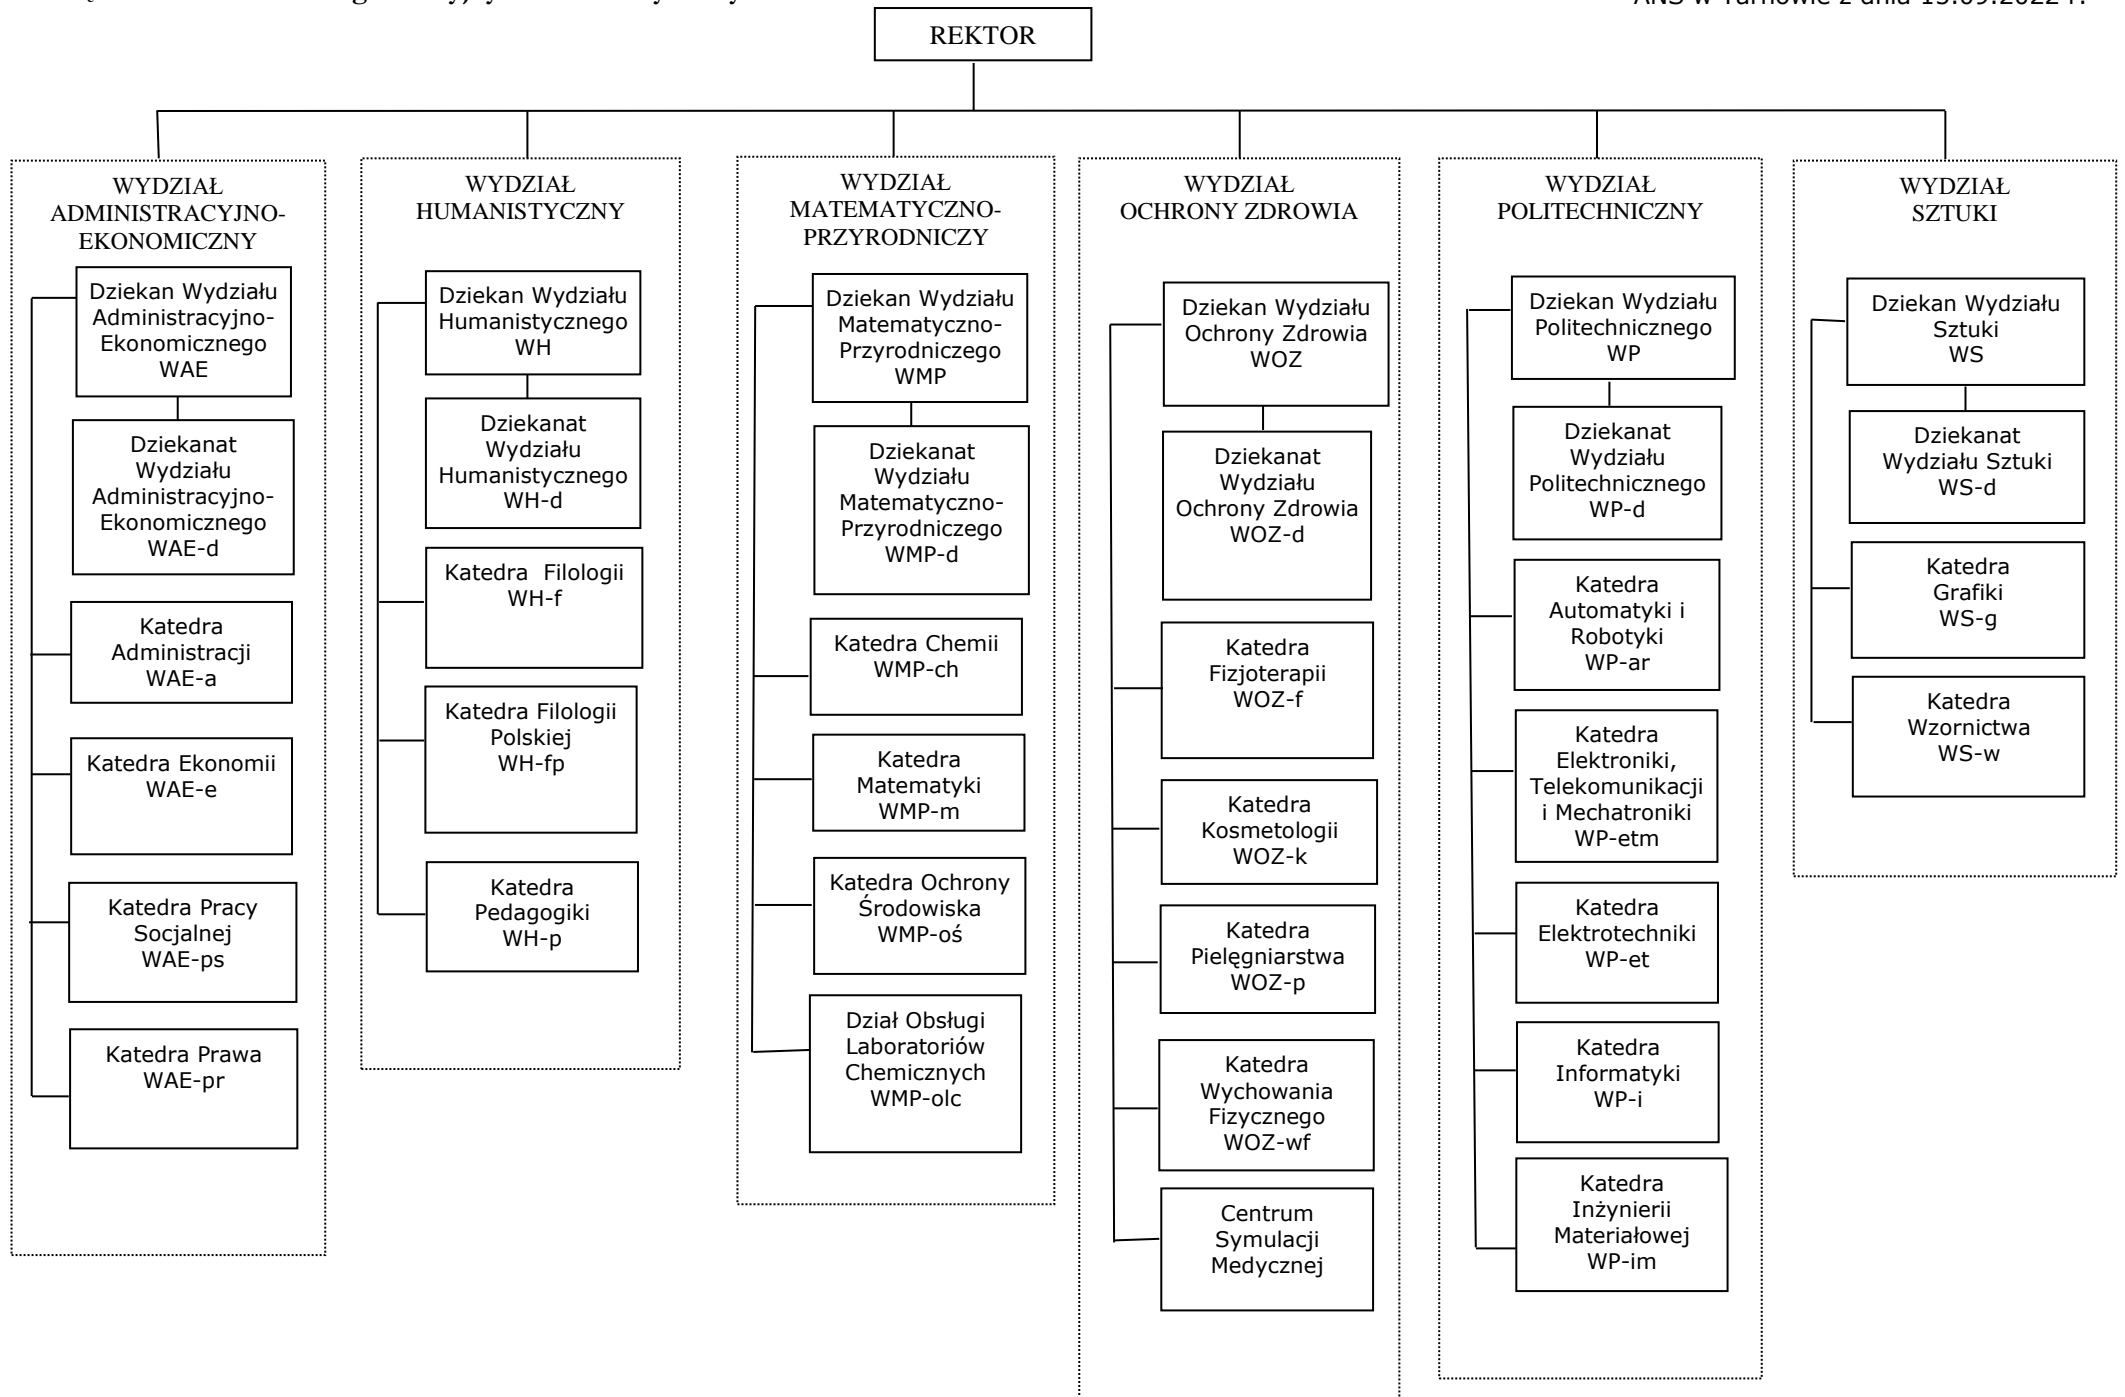 ANS w Tarnowie z dnia 15.09.2022 r.
REKTOR
WYDZIAŁ
ADMINISTRACYJNO-
EKONOMICZNY
Dziekan Wydziału
Administracyjno-
Ekonomicznego
WAE
Dziekanat
Wydziału
Administracyjno-
Ekonomicznego
WAE-d
Katedra
Administracji
WAE-a
Katedra Ekonomii
WAE-e
Katedra Pracy
Socjalnej
WAE-ps
Katedra Prawa
WAE-pr
WYDZIAŁ
HUMANISTYCZNY
Dziekan Wydziału
Humanistycznego
WH
Dziekanat
Wydziału
Humanistycznego
WH-d
Katedra Filologii
WH-f
Katedra Filologii
Polskiej
WH-fp
Katedra
Pedagogiki
WH-p
WYDZIAŁ
MATEMATYCZNO-
PRZYRODNICZY
Dziekan Wydziału
Matematyczno-
Przyrodniczego
WMP
Dziekanat
Wydziału
Matematyczno-
Przyrodniczego
WMP-d
Katedra Chemii
WMP-ch
Katedra
Matematyki
WMP-m
Katedra Ochrony
Środowiska
WMP-oś
Dział Obsługi
Laboratoriów
Chemicznych
WMP-olc
WYDZIAŁ
OCHRONY ZDROWIA
Dziekan Wydziału
Ochrony Zdrowia
WOZ
Dziekanat
Wydziału
Ochrony Zdrowia
WOZ-d
Katedra
Fizjoterapii
WOZ-f
Katedra
Kosmetologii
WOZ-k
Katedra
Pielęgniarstwa
WOZ-p
Katedra
Wychowania
Fizycznego
WOZ-wf
Centrum
Symulacji
Medycznej
WYDZIAŁ
POLITECHNICZNY
Dziekan Wydziału
Politechnicznego
WP
Dziekanat
Wydziału
Politechnicznego
WP-d
Katedra
Automatyki i
Robotyki
WP-ar
Katedra
Elektroniki,
Telekomunikacji
i Mechatroniki
WP-etm
Katedra
Elektrotechniki
WP-et
Katedra
Informatyki
WP-i
Katedra
Inżynierii
Materiałowej
WP-im
WYDZIAŁ
SZTUKI
Dziekan Wydziału
Sztuki
WS
Dziekanat
Wydziału Sztuki
WS-d
Katedra
Grafiki
WS-g
Katedra
Wzornictwa
WS-w